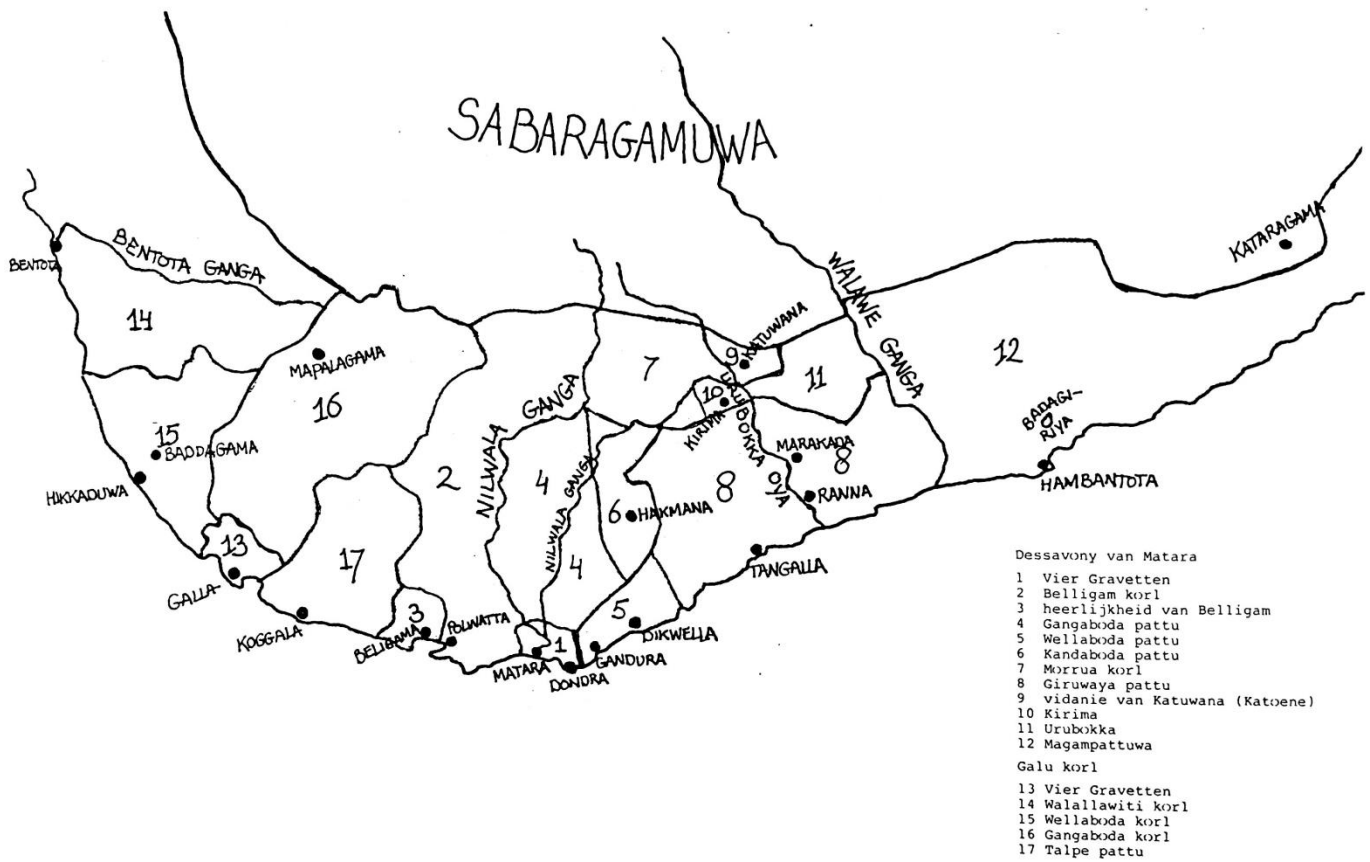 SABARAGAMUWA
KATARAGAMA
BENTOTA
BENTOTA GANGA
WALAWE GANGA
14
MAPALAGAMA
7
9
KATUWANA
11
12
16
10
KIRIMA
URUBOKKA OYA
BADAGI-
RIYA
15
BADDAGAMA
2
NILWALA GANGA
4
NILWALA GANGA
MARAKADA
8
HIKKADUWA
8
RANNA
HAMBANTOTA
6
HAKMANA
13
17
4
TANGALLA
GALLA
KOGGALA
3
BELIGAMA
POLWATTA
5
DIKWELLA
MATARA
1
GANDURA
DONDRA
Dessavony van Matara
1 Vier Gravetten
2 Belligam korl
3 heerlijkheid van Belligam
4 Gangaboda pattu
5 Wellaboda pattu
6 Kandaboda pattu
7 Morrua korl
8 Giruwaya pattu
9 vidanie van Katuwana (Katoene)
10 Kirima
11 Urubokka
12 Magampattuwa
Galu korl
13 Vier Gravetten
14 Walallawiti korl
15 Wellaboda korl
16 Gangaboda korl
17 Talpe pattu